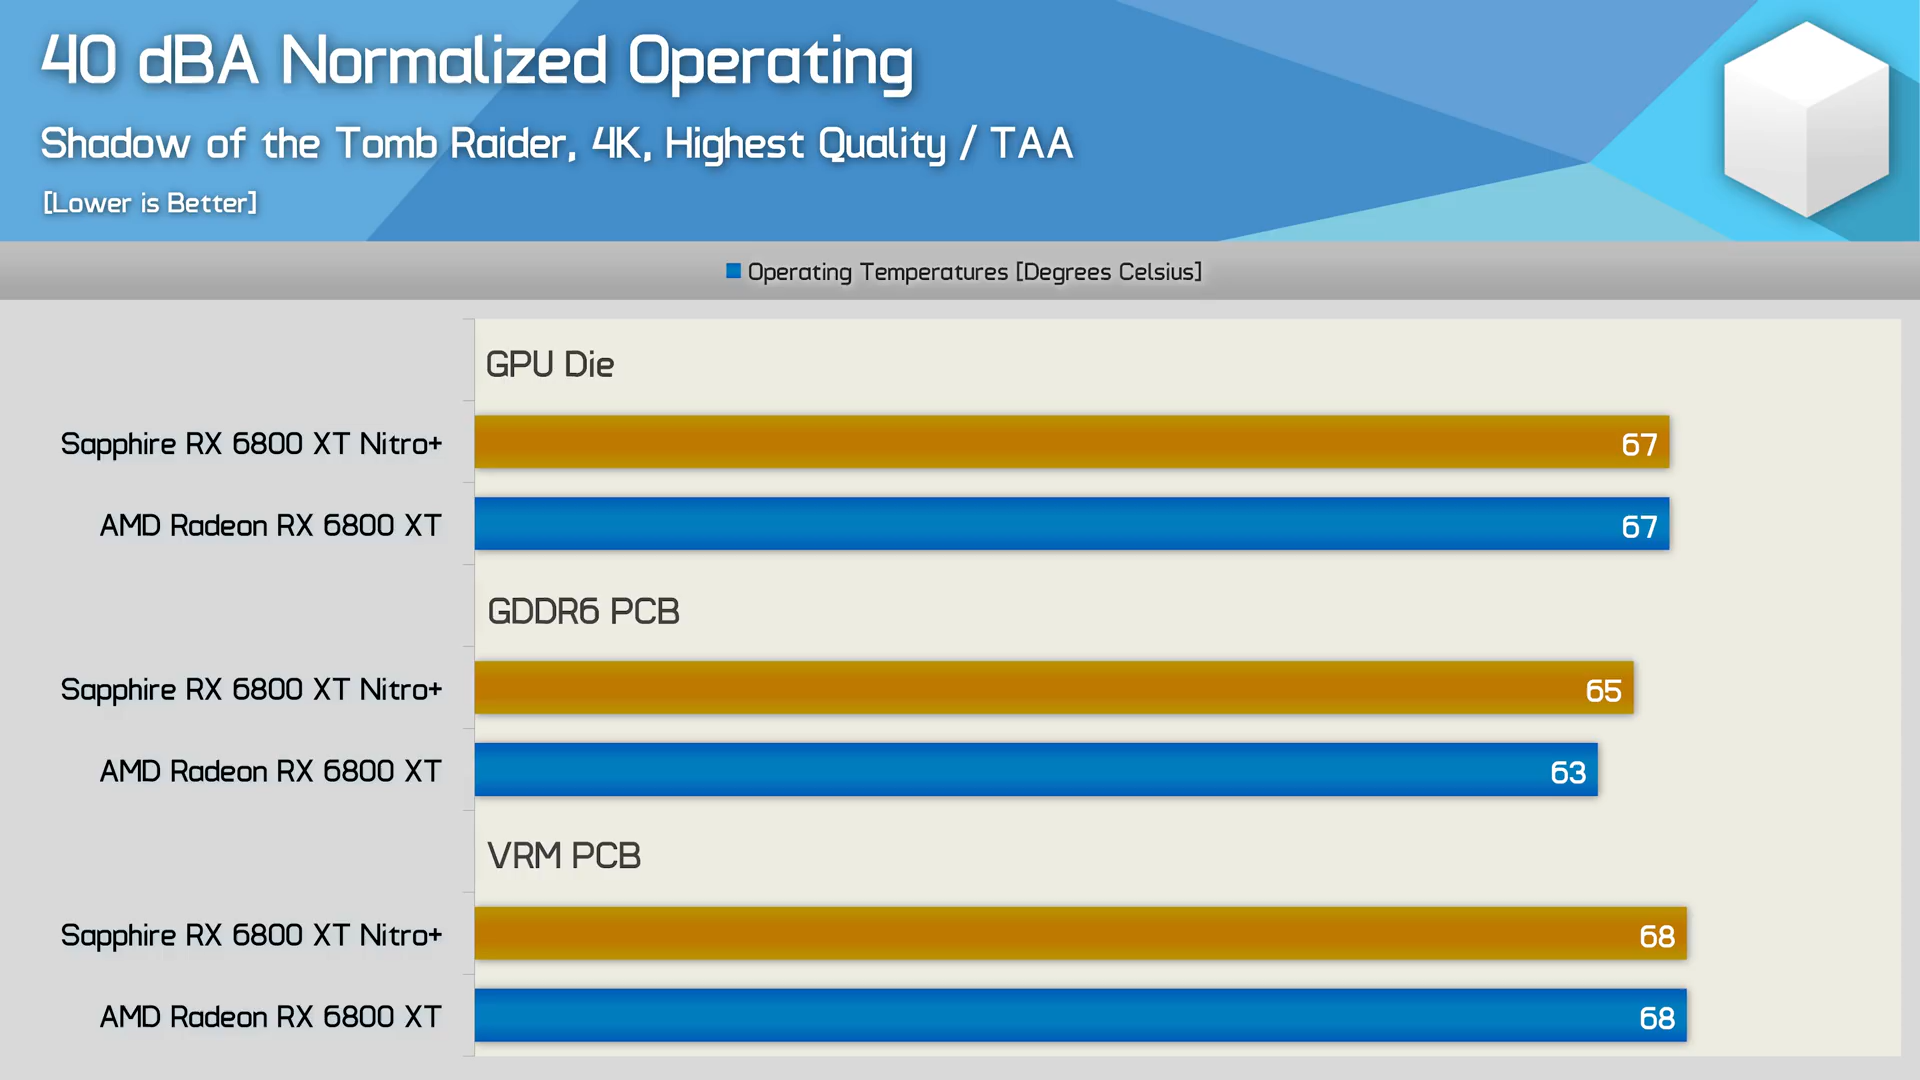 40 dBA Normalized Operating
Shadow of the Tomb Raider, 4K, Highest Quality / TAA
[Lower is Better]
Operating Temperatures [Degrees Celsius]
GPU Die
Sapphire RX 6800 XT Nitro+ 67
AMD Radeon RX 6800 XT 67
GDDR6 PCB
Sapphire RX 6800 XT Nitro+ 65
AMD Radeon RX 6800 XT 63
VRM PCB
Sapphire RX 6800 XT Nitro+ 68
AMD Radeon RX 6800 XT 68